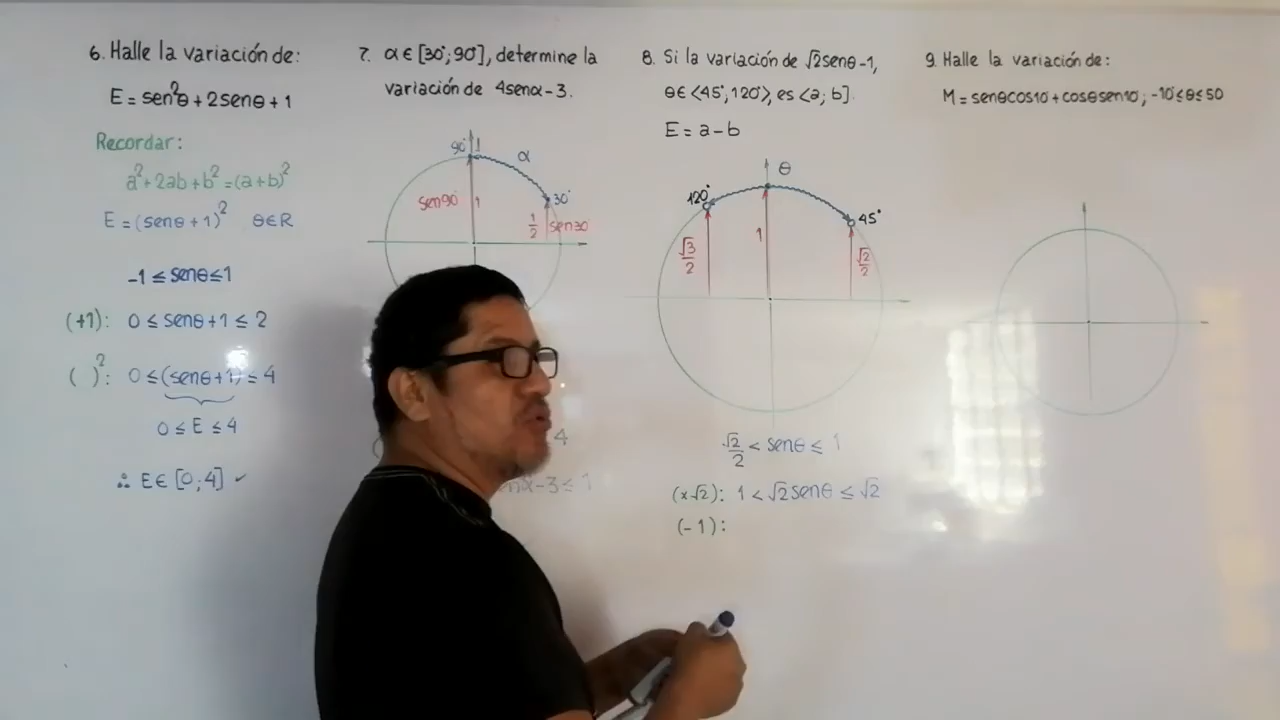 6. Halle la variación de:
E = sen²θ + 2senθ + 1
Recordar:
a² + 2ab + b² = (a+b)²
E = (senθ + 1)² θ∈R
-1 ≤ senθ ≤ 1
(+1): 0 ≤ senθ + 1 ≤ 2
( )²: 0 ≤ (senθ + 1) ≤ 4
0 ≤ E ≤ 4
∴ E ∈ [0; 4] ✓
7. α ∈ [30°; 90°], determine la
variación de 4senα - 3.
90° 1 α
sen90 1 30°
1/2 sen30
4
α - 3 ≤ 1
8. Si la variación de √2senθ - 1,
θ∈<45°; 120°>, es <a; b].
E = a - b
θ
120° 45°
√3/2 1 √2/2
√2/2 < senθ ≤ 1
(x√2): 1 < √2senθ ≤ √2
(-1):
9. Halle la variación de:
M = senθcos10° + cosθsen10°; -10° ≤ θ ≤ 50